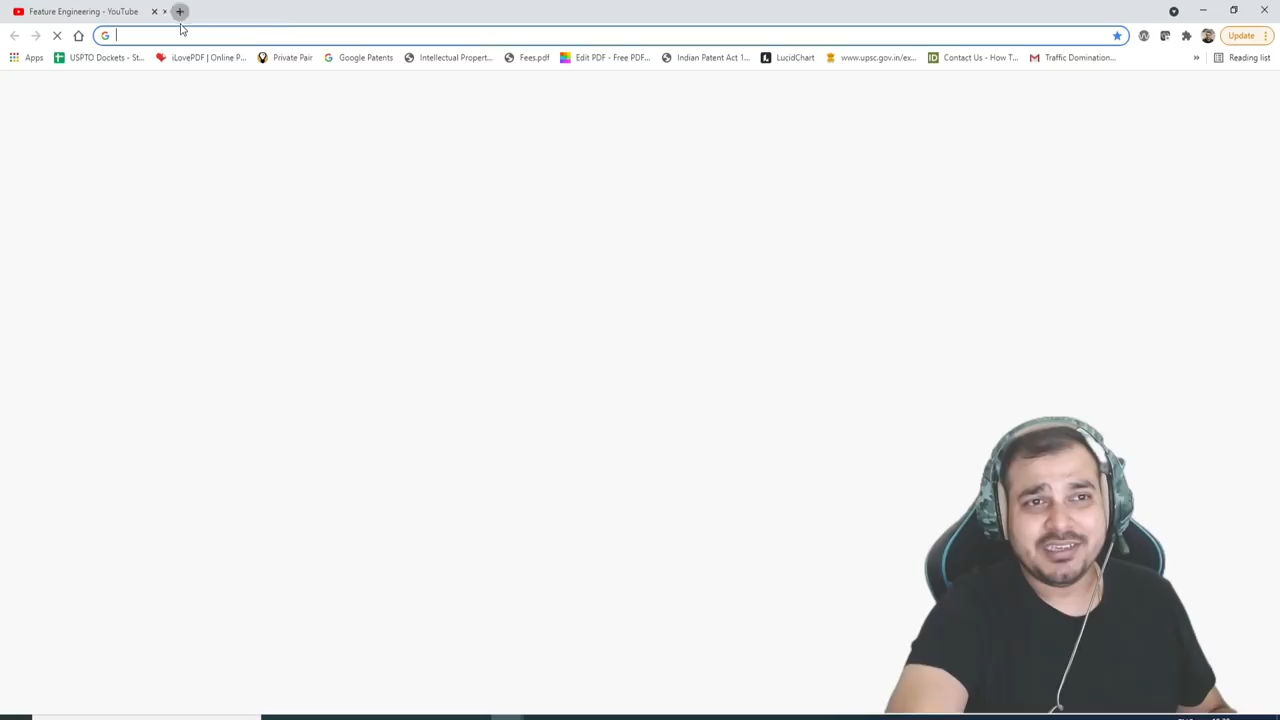 Feature Engineering - YouTube
Update
Apps USPTO Dockets - St... iLovePDF | Online P... Private Pair Google Patents Intellectual Propert... Fees.pdf Edit PDF - Free PDF... Indian Patent Act 1... LucidChart www.upsc.gov.in/ex... Contact Us - How T... Traffic Domination... » Reading list